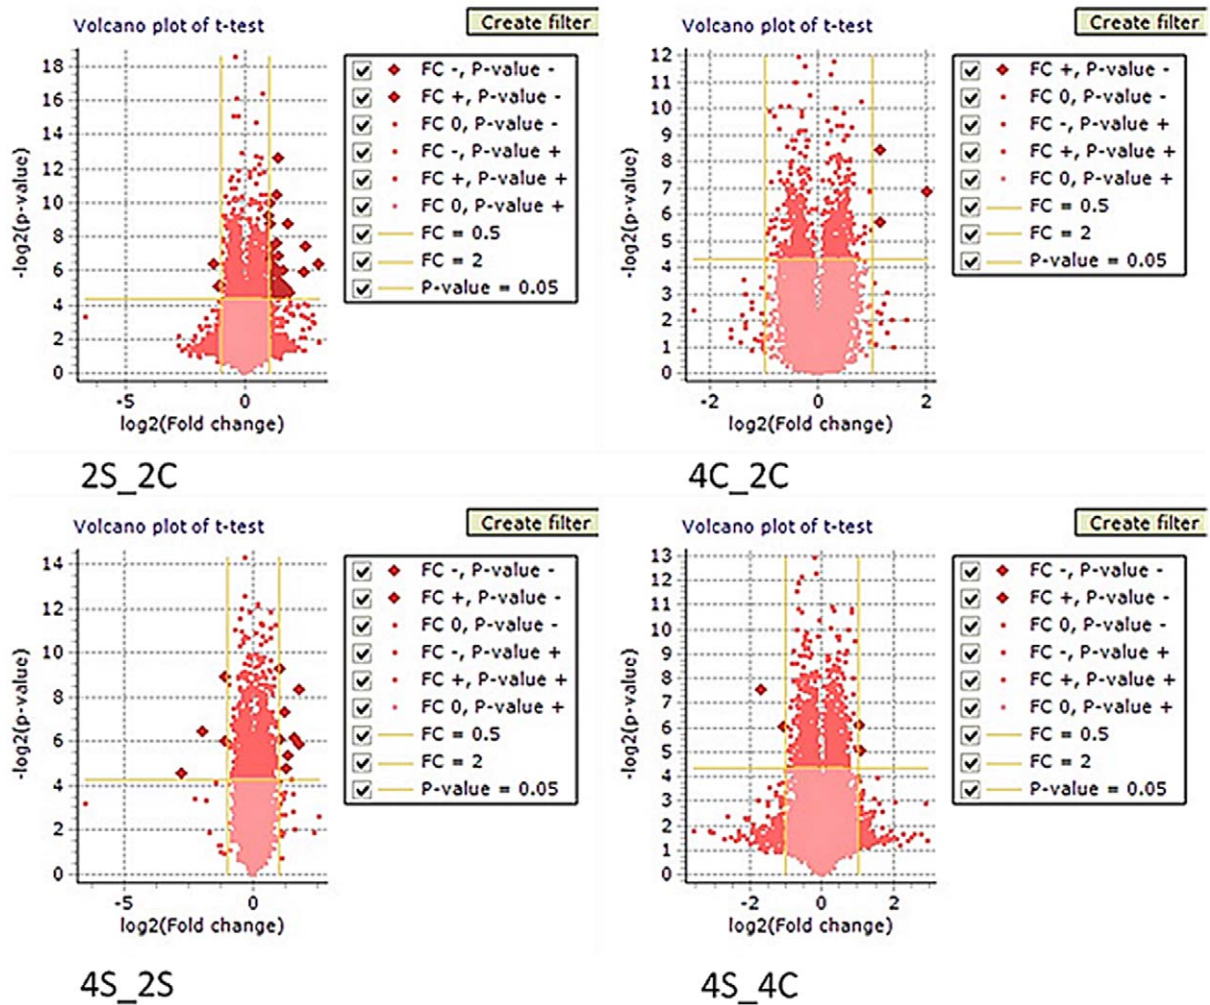 Volcano plot of t-test
Create filter
-log2(p-value)
18
16
14
12
10
8
6
4
2
0
-5
0
log2(Fold change)
FC -, P-value -
FC +, P-value -
FC 0, P-value -
FC -, P-value +
FC +, P-value +
FC 0, P-value +
FC = 0.5
FC = 2
P-value = 0.05
2S_2C
Volcano plot of t-test
Create filter
-log2(p-value)
12
11
10
9
8
7
6
5
4
3
2
1
0
-2
0
2
log2(Fold change)
FC +, P-value -
FC 0, P-value -
FC -, P-value +
FC +, P-value +
FC 0, P-value +
FC = 0.5
FC = 2
P-value = 0.05
4C_2C
Volcano plot of t-test
Create filter
-log2(p-value)
14
12
10
8
6
4
2
0
-5
0
log2(Fold change)
FC -, P-value -
FC +, P-value -
FC 0, P-value -
FC -, P-value +
FC +, P-value +
FC 0, P-value +
FC = 0.5
FC = 2
P-value = 0.05
4S_2S
Volcano plot of t-test
Create filter
-log2(p-value)
13
12
11
10
9
8
7
6
5
4
3
2
1
0
-2
0
2
log2(Fold change)
FC -, P-value -
FC +, P-value -
FC 0, P-value -
FC -, P-value +
FC +, P-value +
FC 0, P-value +
FC = 0.5
FC = 2
P-value = 0.05
4S_4C